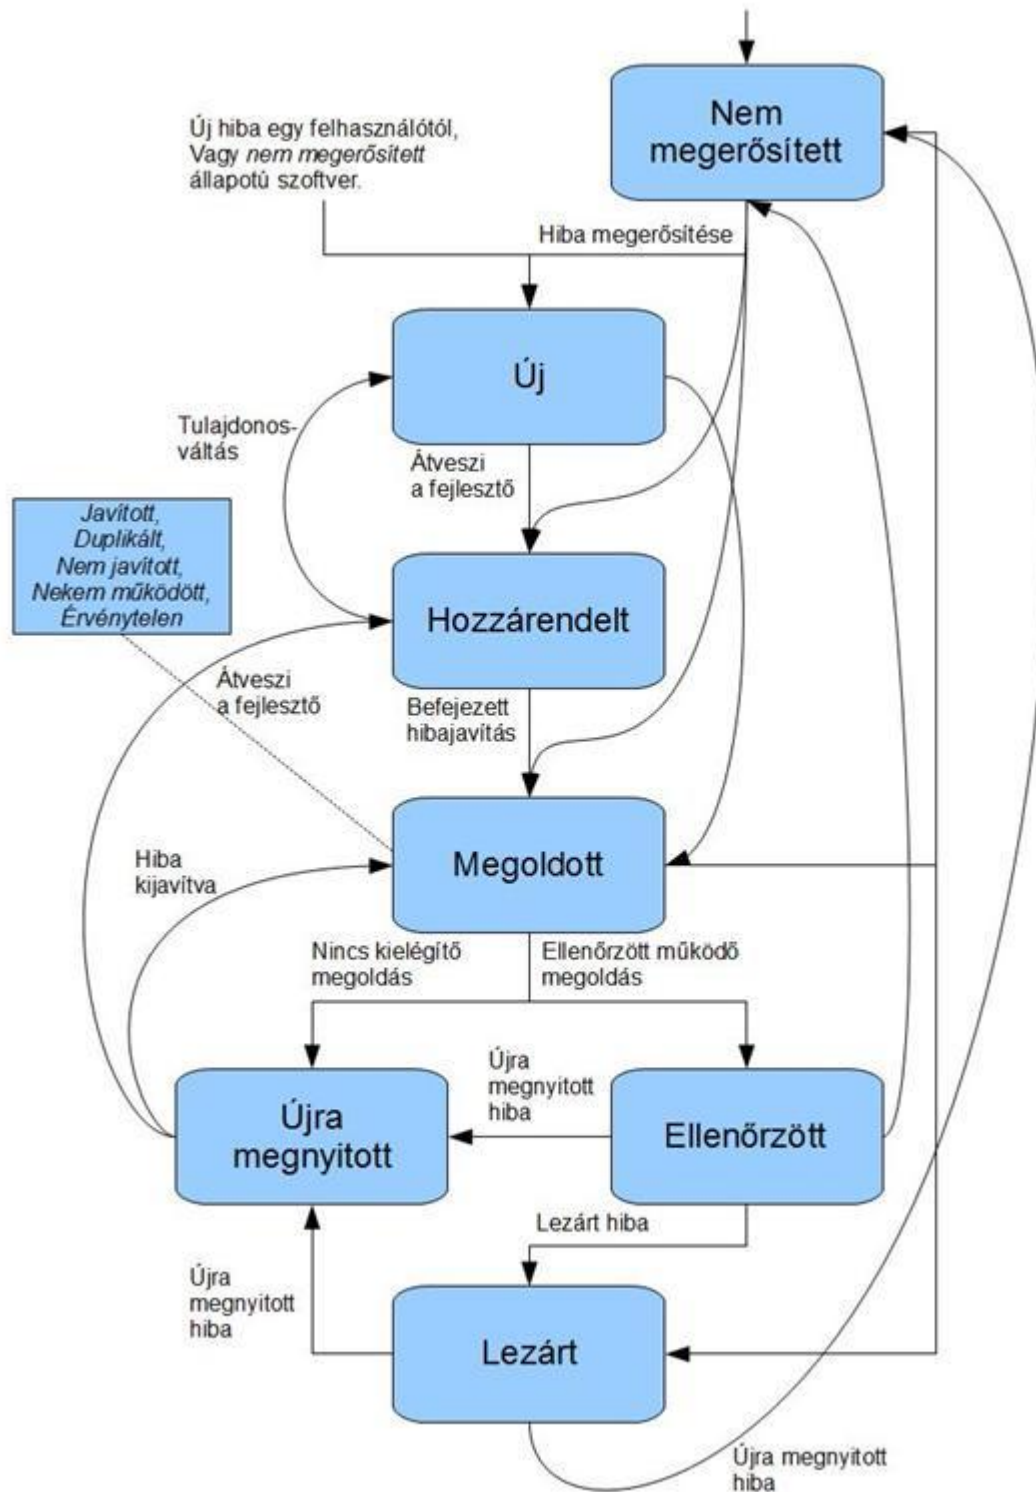 Nem
megerősített
Új hiba egy felhasználótól,
Vagy nem megerősített
állapotú szoftver.
Hiba megerősítése
Új
Tulajdonos-
váltás
Átveszi
a fejlesztő
Javított,
Duplikált,
Nem javított,
Nekem működött,
Érvénytelen
Hozzárendelt
Átveszi
a fejlesztő
Befejezett
hibajavítás
Megoldott
Hiba
kijavítva
Nincs kielégítő
megoldás
Ellenőrzött működő
megoldás
Újra
megnyitott
hiba
Újra
megnyitott
Ellenőrzött
Lezárt hiba
Újra
megnyitott
hiba
Lezárt
Újra megnyitott
hiba